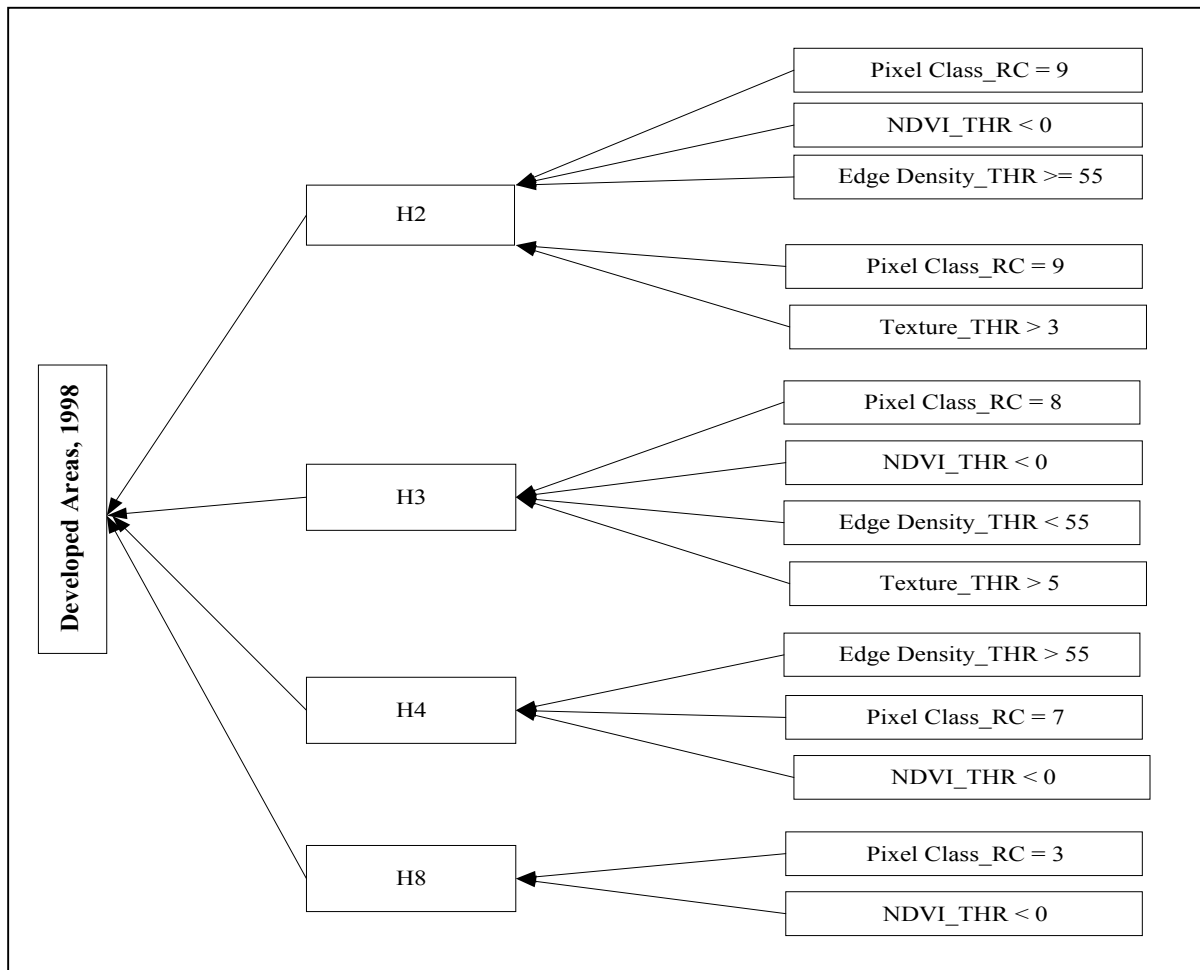 Pixel Class_RC = 9
NDVI_THR < 0
Edge Density_THR >= 55
H2
Pixel Class_RC = 9
Texture_THR > 3
Developed Areas, 1998
Pixel Class_RC = 8
NDVI_THR < 0
H3
Edge Density_THR < 55
Texture_THR > 5
Edge Density_THR > 55
H4
Pixel Class_RC = 7
NDVI_THR < 0
Pixel Class_RC = 3
H8
NDVI_THR < 0